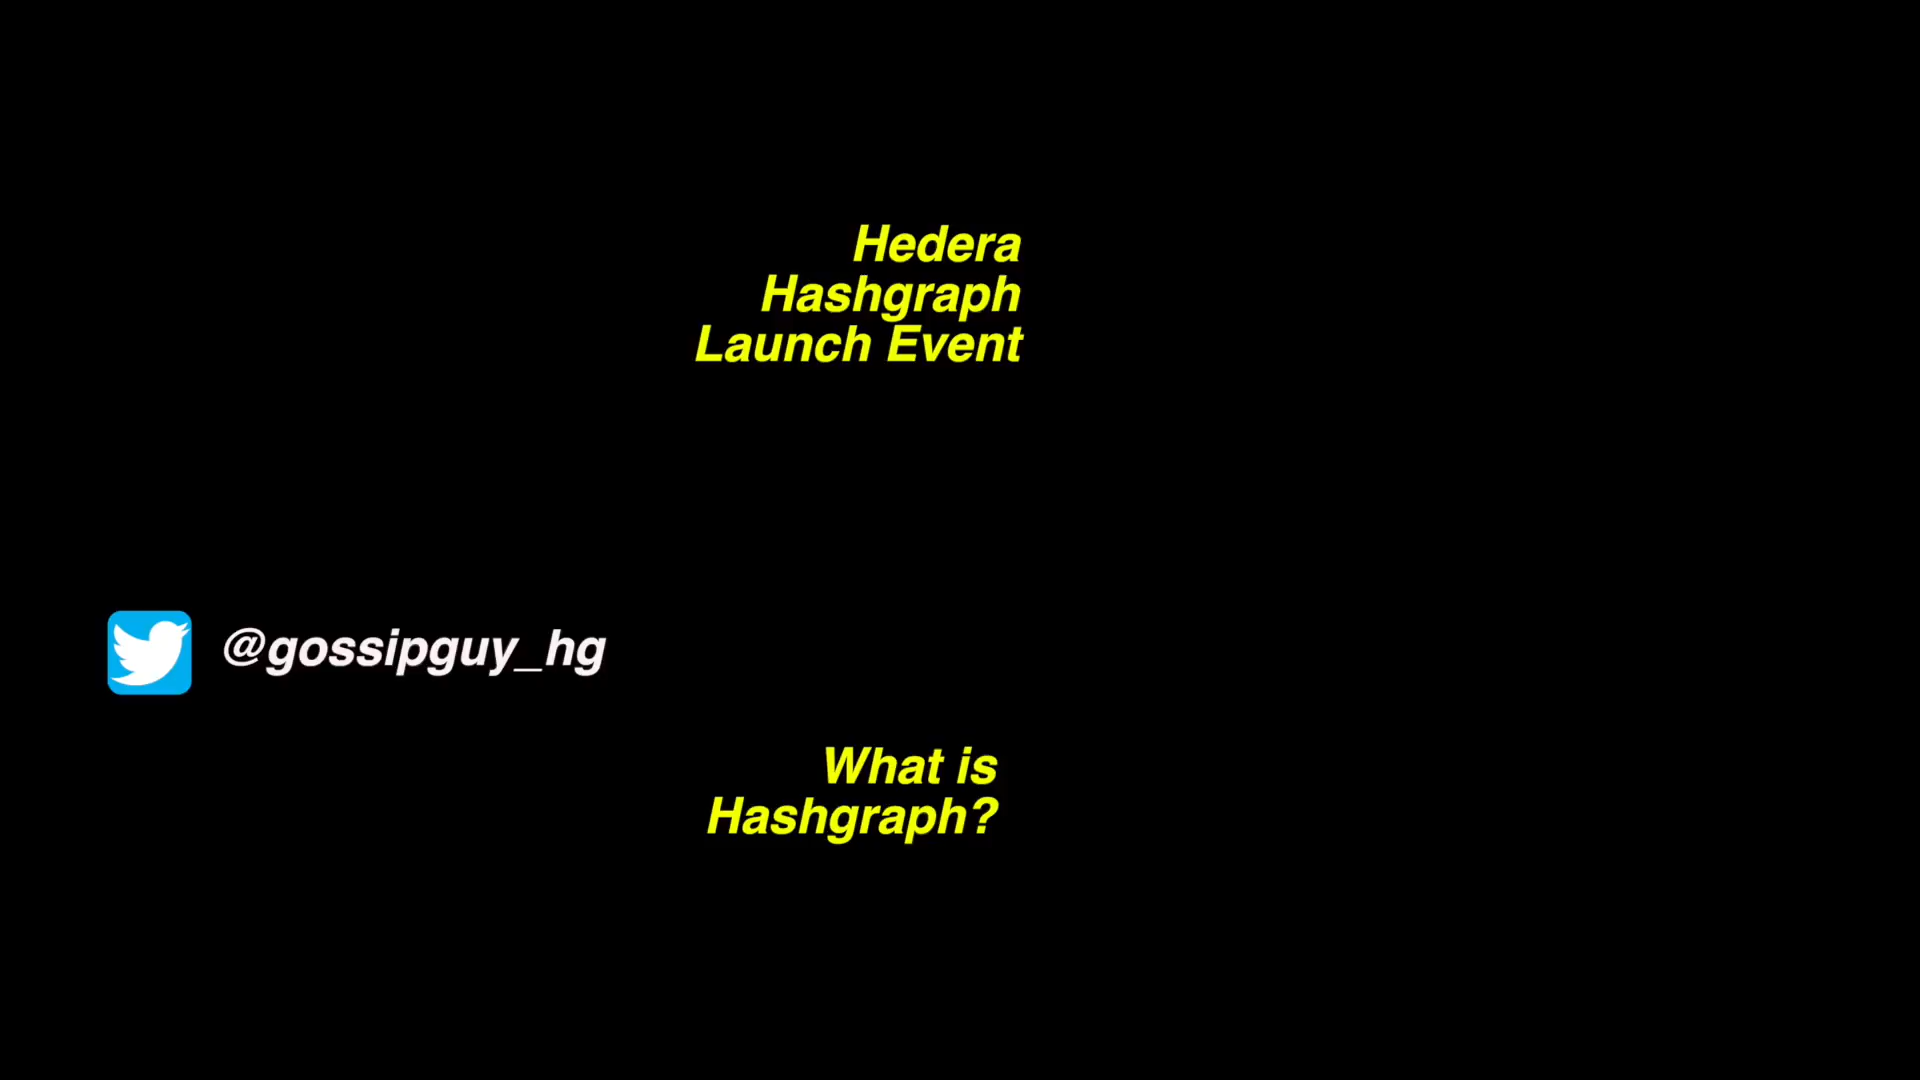 Hedera
Hashgraph
Launch Event
@gossipguy_hg
What is
Hashgraph?